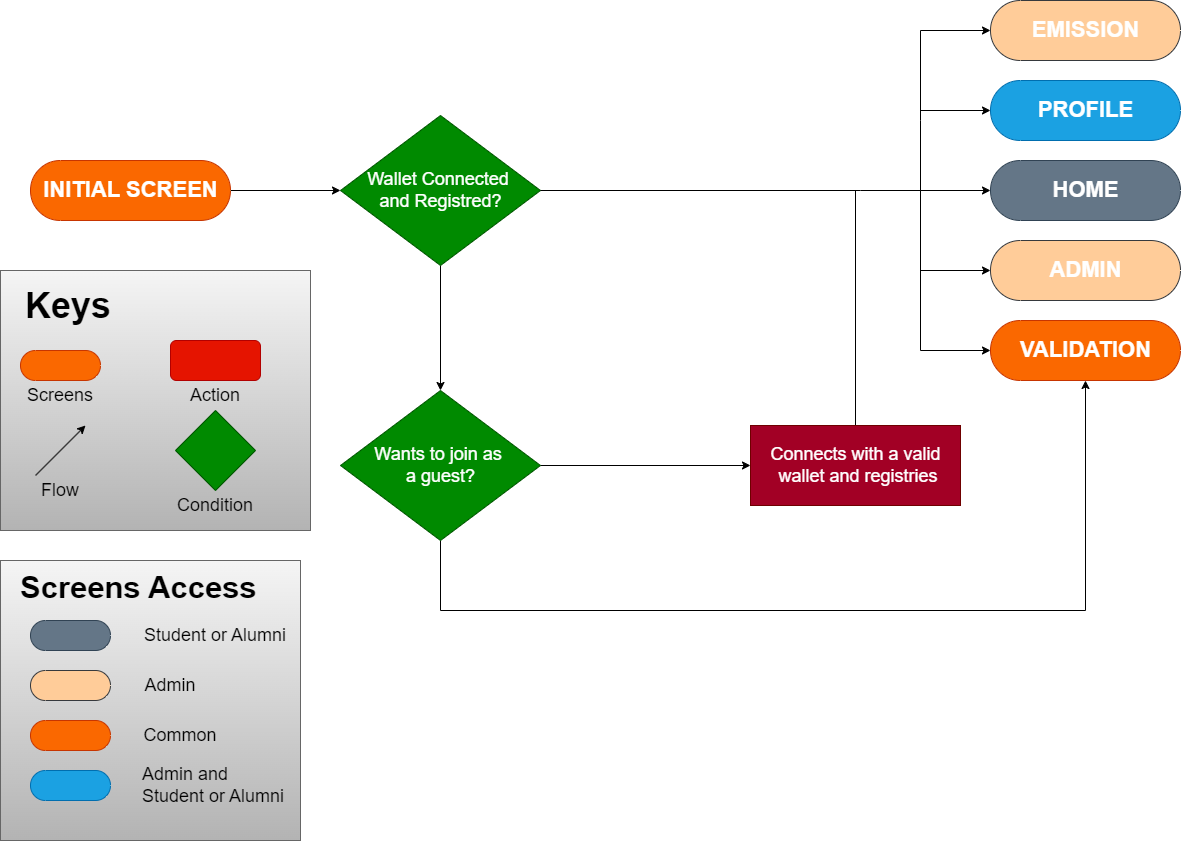 EMISSION
PROFILE
INITIAL SCREEN
Wallet Connected
and Registred?
HOME
ADMIN
VALIDATION
Keys
Screens
Action
Flow
Condition
Wants to join as
a guest?
Connects with a valid
wallet and registries
Screens Access
Student or Alumni
Admin
Common
Admin and
Student or Alumni